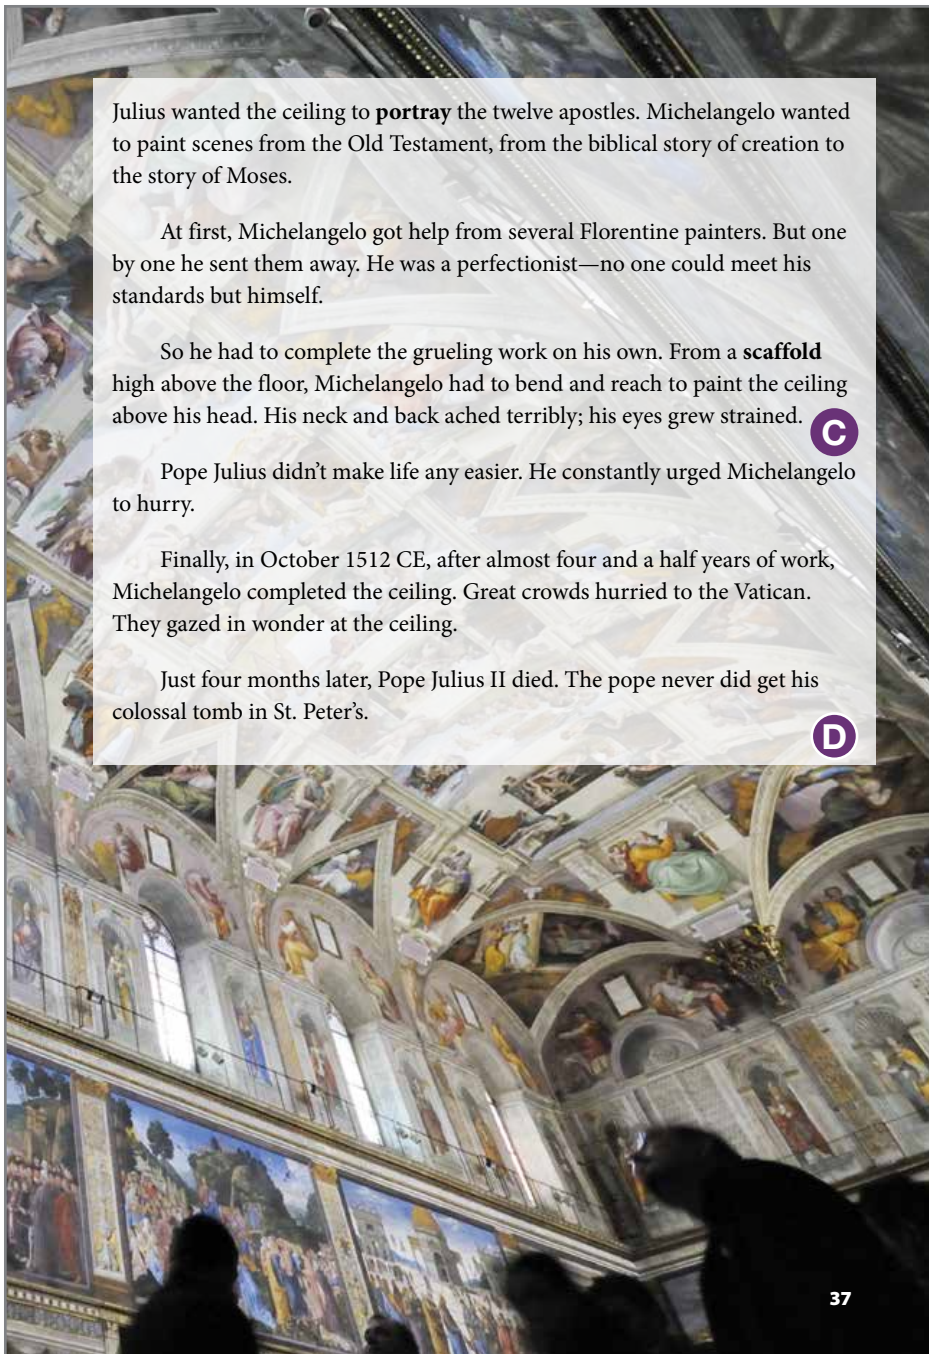 Julius wanted the ceiling to portray the twelve apostles. Michelangelo wanted
to paint scenes from the Old Testament, from the biblical story of creation to
the story of Moses.
At first, Michelangelo got help from several Florentine painters. But one
by one he sent them away. He was a perfectionist—no one could meet his
standards but himself.
So he had to complete the grueling work on his own. From a scaffold
high above the floor, Michelangelo had to bend and reach to paint the ceiling
above his head. His neck and back ached terribly; his eyes grew strained.
C
Pope Julius didn’t make life any easier. He constantly urged Michelangelo
to hurry.
Finally, in October 1512 CE, after almost four and a half years of work,
Michelangelo completed the ceiling. Great crowds hurried to the Vatican.
They gazed in wonder at the ceiling.
Just four months later, Pope Julius II died. The pope never did get his
colossal tomb in St. Peter’s.
D
37